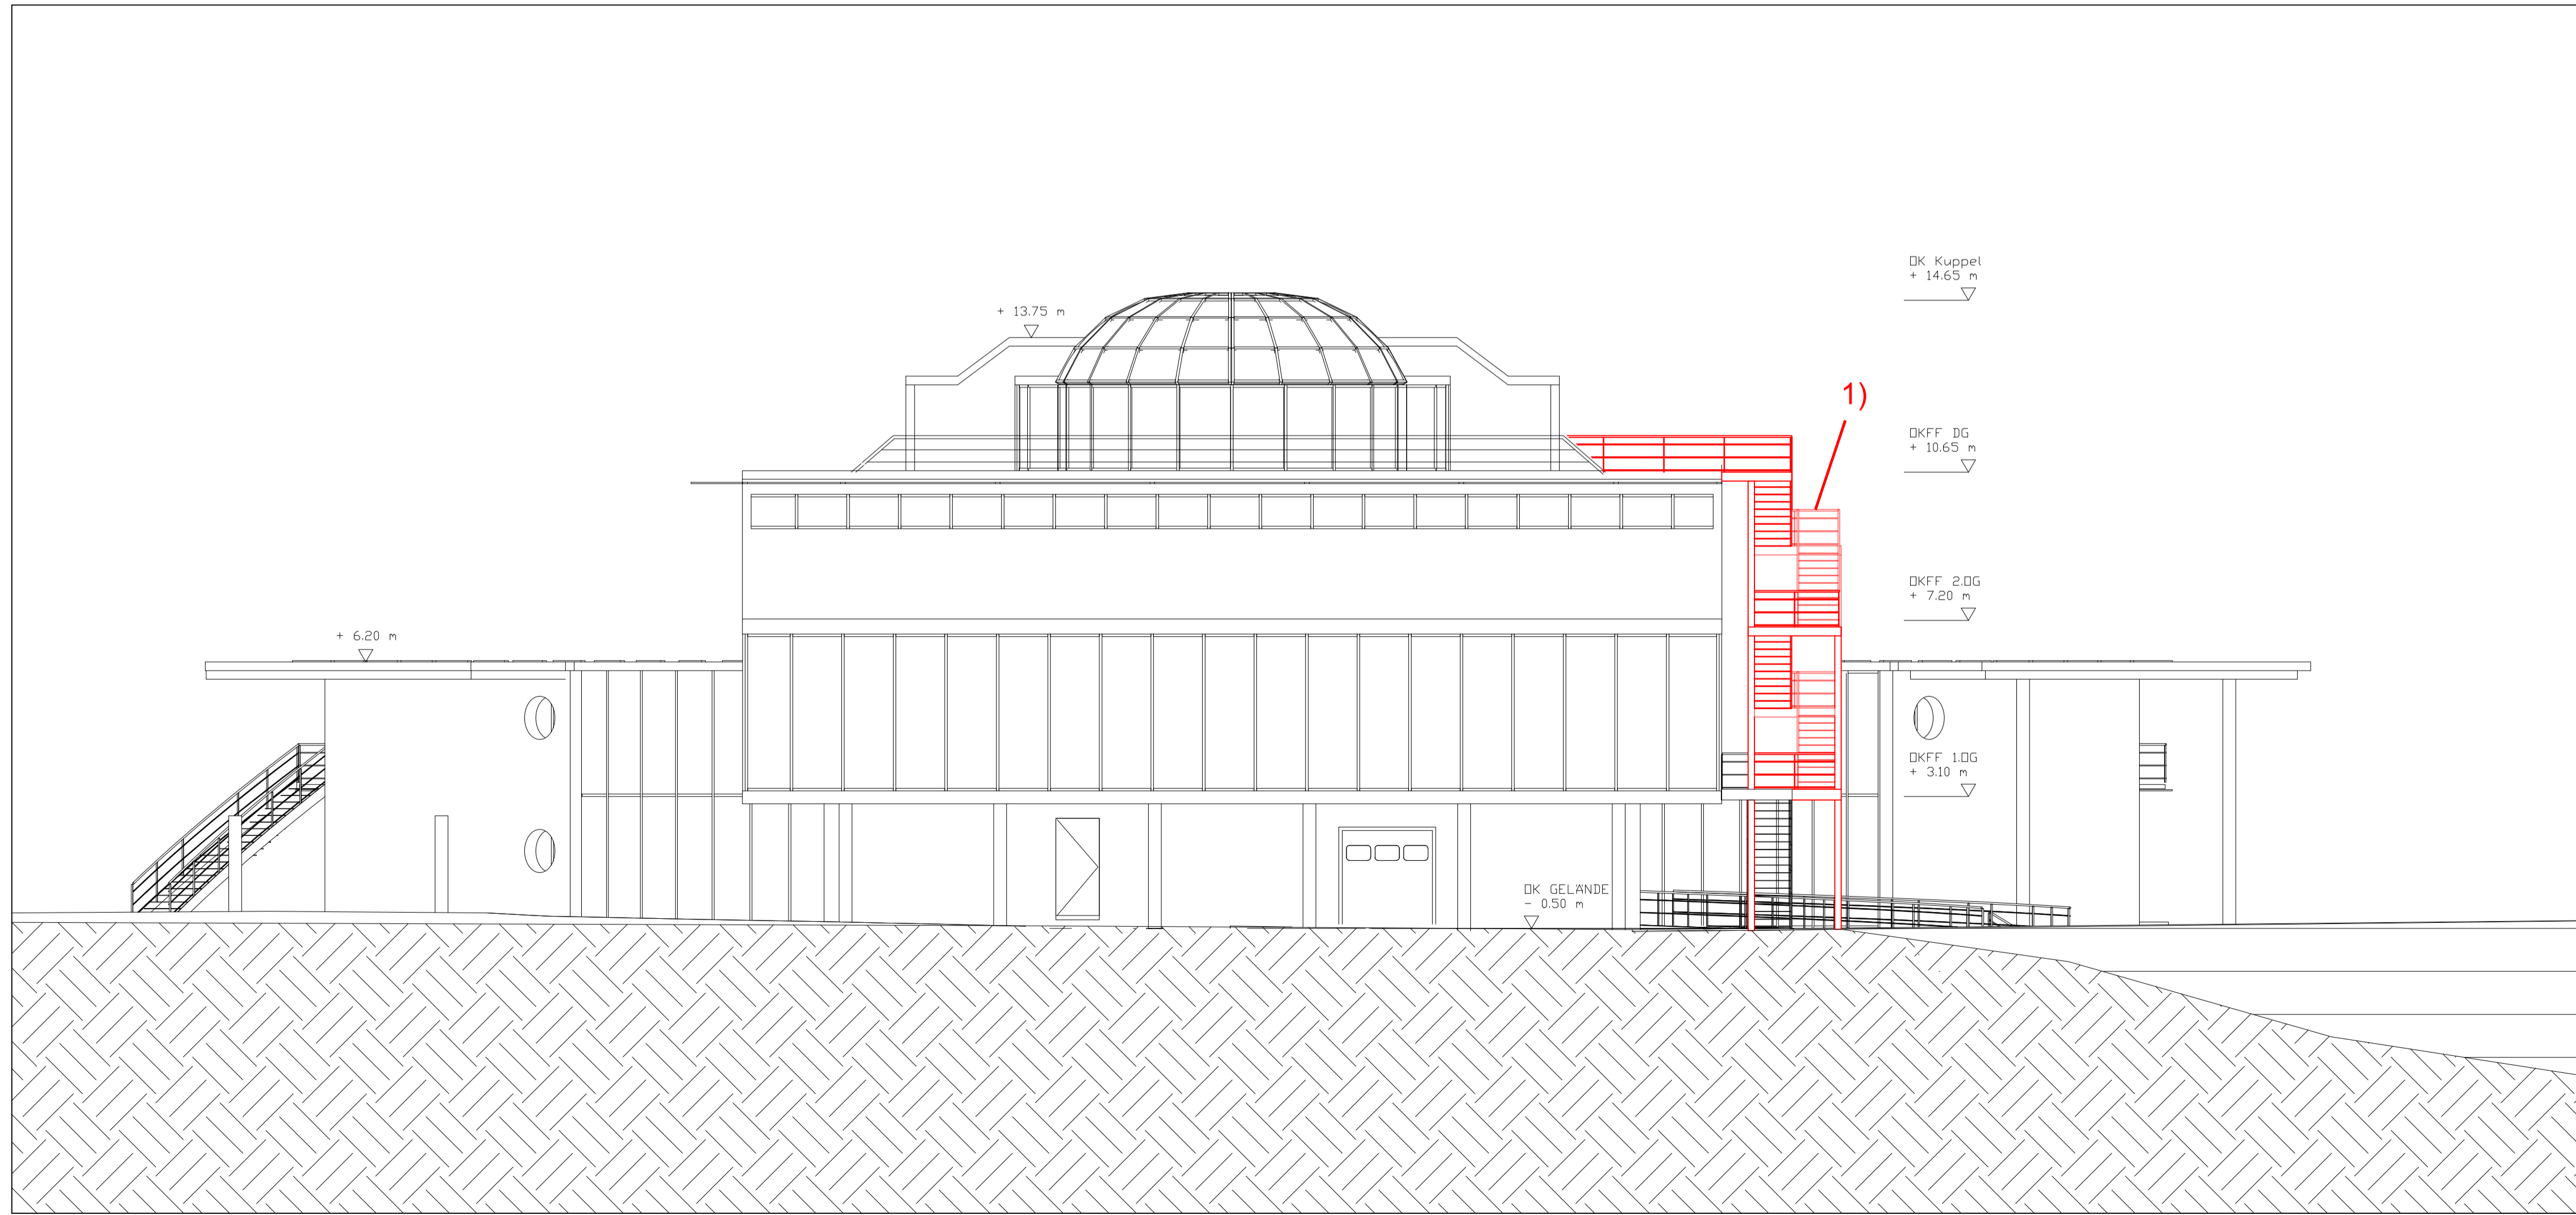 OK Kuppel
+ 14.65 m
+ 13.75 m
1)
OKFF DG
+ 10.65 m
OKFF 2.OG
+ 7.20 m
+ 6.20 m
OKFF 1.OG
+ 3.10 m
OK GELÄNDE
- 0.50 m